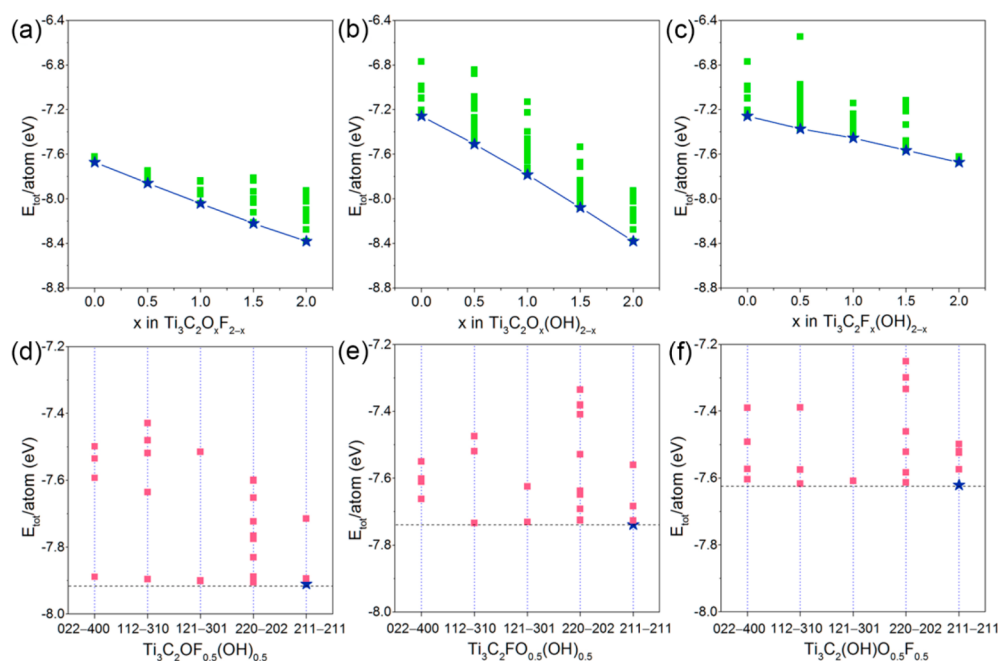 (a)
-6.4
-6.8
-7.2
-7.6
-8.0
-8.4
-8.8
E_tot/atom (eV)
0.0 0.5 1.0 1.5 2.0
x in Ti₃C₂OₓF₂₋ₓ
(b)
-6.4
-6.8
-7.2
-7.6
-8.0
-8.4
-8.8
E_tot/atom (eV)
0.0 0.5 1.0 1.5 2.0
x in Ti₃C₂Oₓ(OH)₂₋ₓ
(c)
-6.4
-6.8
-7.2
-7.6
-8.0
-8.4
-8.8
E_tot/atom (eV)
0.0 0.5 1.0 1.5 2.0
x in Ti₃C₂Fₓ(OH)₂₋ₓ
(d)
-7.2
-7.4
-7.6
-7.8
-8.0
E_tot/atom (eV)
022–400 112–310 121–301 220–202 211–211
Ti₃C₂OF₀.₅(OH)₀.₅
(e)
-7.2
-7.4
-7.6
-7.8
-8.0
E_tot/atom (eV)
022–400 112–310 121–301 220–202 211–211
Ti₃C₂FO₀.₅(OH)₀.₅
(f)
-7.2
-7.4
-7.6
-7.8
-8.0
E_tot/atom (eV)
022–400 112–310 121–301 220–202 211–211
Ti₃C₂(OH)O₀.₅F₀.₅